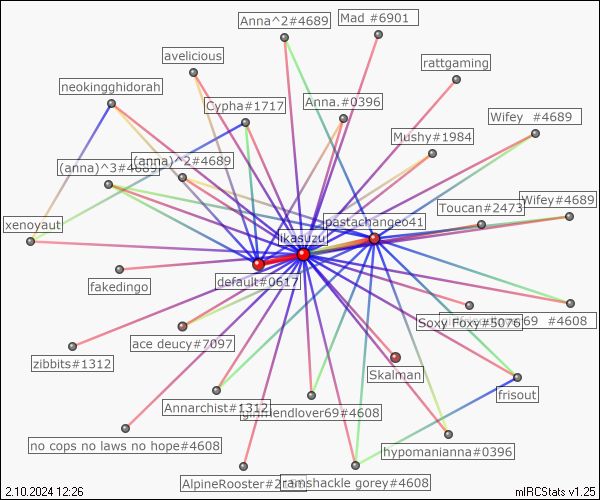 Anna^2#4689
Mad #6901
avelicious
rattgaming
neokingghidorah
Cypha#1717
Anna.#0396
Wifey #4689
Mushy#1984
(anna)^3#4689
(anna)^2#4689
Toucan#2473
Wifey#4689
xenoyaut
pastachange041
ikasuzu
fakedingo
default#0617
Soxy Foxy#5076
#4608
ace deucy#7097
zibbits#1312
Skalman
frisout
Annarchist#1312
girlfriendlover69#4608
no cops no laws no hope#4608
hypomanianna#0396
AlpineRooster#2
ramshackle gorey#4608
2.10.2024 12:26
mIRCStats v1.25